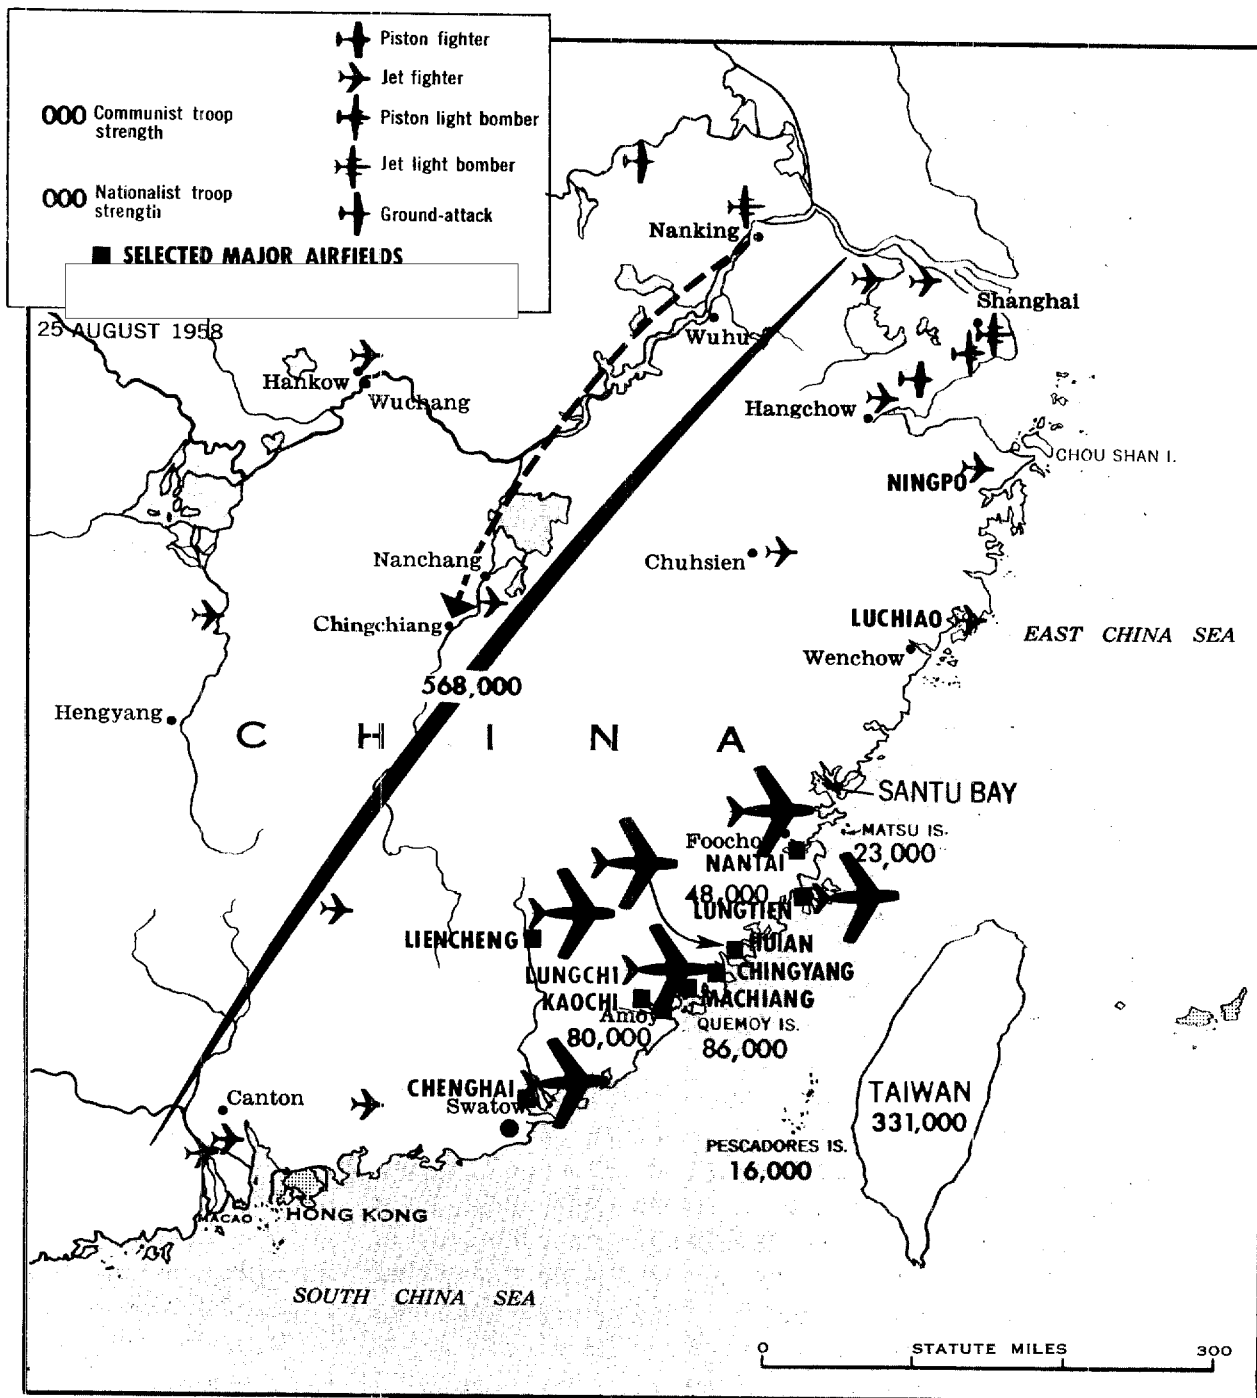 Piston fighter
Jet fighter
000 Communist troop
strength
Piston light bomber
Jet light bomber
000 Nationalist troop
strength
Ground-attack
SELECTED MAJOR AIRFIELDS
25 AUGUST 1958
Nanking
Shanghai
Wuhu
Hankow
Wuchang
Hangchow
CHOU SHAN I.
NINGPO
Nanchang
Chuhsien
Chingchiang
LUCHIAO
EAST CHINA SEA
Wenchow
568,000
Hengyang
CHINA
SANTU BAY
MATSU IS.
23,000
Foochow
NANTAI
48,000
LUNGTIEN
LIENCHENG
HUIAN
LUNGCHI
CHINGYANG
KAOCHI
MACHIANG
Amoy
80,000
QUEMOY IS.
86,000
CHENGHAI
Swatow
Canton
TAIWAN
331,000
PESCADORES IS.
16,000
MACAO
HONG KONG
SOUTH CHINA SEA
0 STATUTE MILES 300